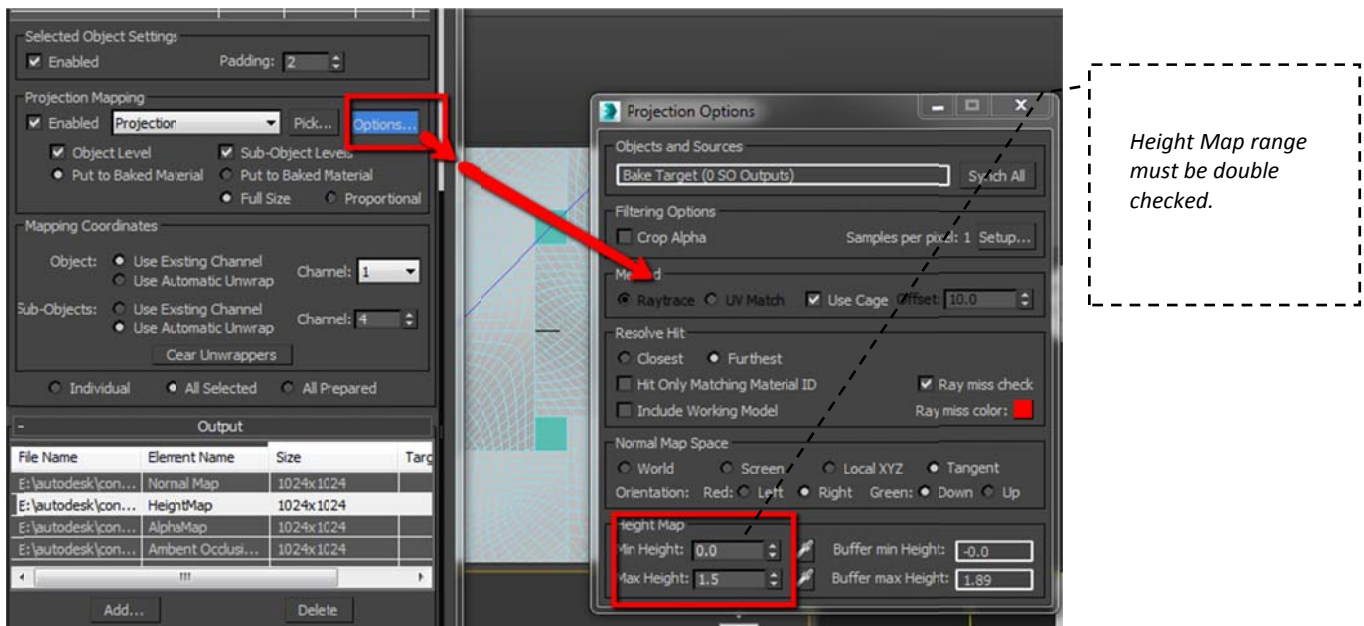 Selected Object Settings
Enabled
Padding: 2
Projection Mapping
Enabled Projection Pick... Options...
Object Level Sub-Object Levels
Put to Baked Material Put to Baked Material
Full Size Proportional
Mapping Coordinates
Object: Use Existing Channel
Use Automatic Unwrap
Channel: 1
Sub-Objects: Use Existing Channel
Use Automatic Unwrap
Channel: 4
Cear Unwrappers
Individual All Selected All Prepared
- Output
File Name Element Name Size Targ
E:\autodesk\con... Normal Map 1024x1024
E:\autodesk\con... HeightMap 1024x1024
E:\autodesk\con... AlphaMap 1024x1024
E:\autodesk\con... Ambent Occlusi... 1024x1024
Add... Delete
Projection Options
Objects and Sources
Bake Target (0 SO Outputs) Synch All
Filtering Options
Crop Alpha Samples per pixel: 1 Setup...
Method
Raytrace UV Match Use Cage Offset: 10.0
Resolve Hit
Closest Furthest
Hit Only Matching Material ID Ray miss check
Include Working Model Ray miss color:
Normal Map Space
World Screen Local XYZ Tangent
Orientation: Red: Left Right Green: Down Up
Height Map
Min Height: 0.0 Buffer min Height: -0.0
Max Height: 1.5 Buffer max Height: 1.89
Height Map range
must be double
checked.